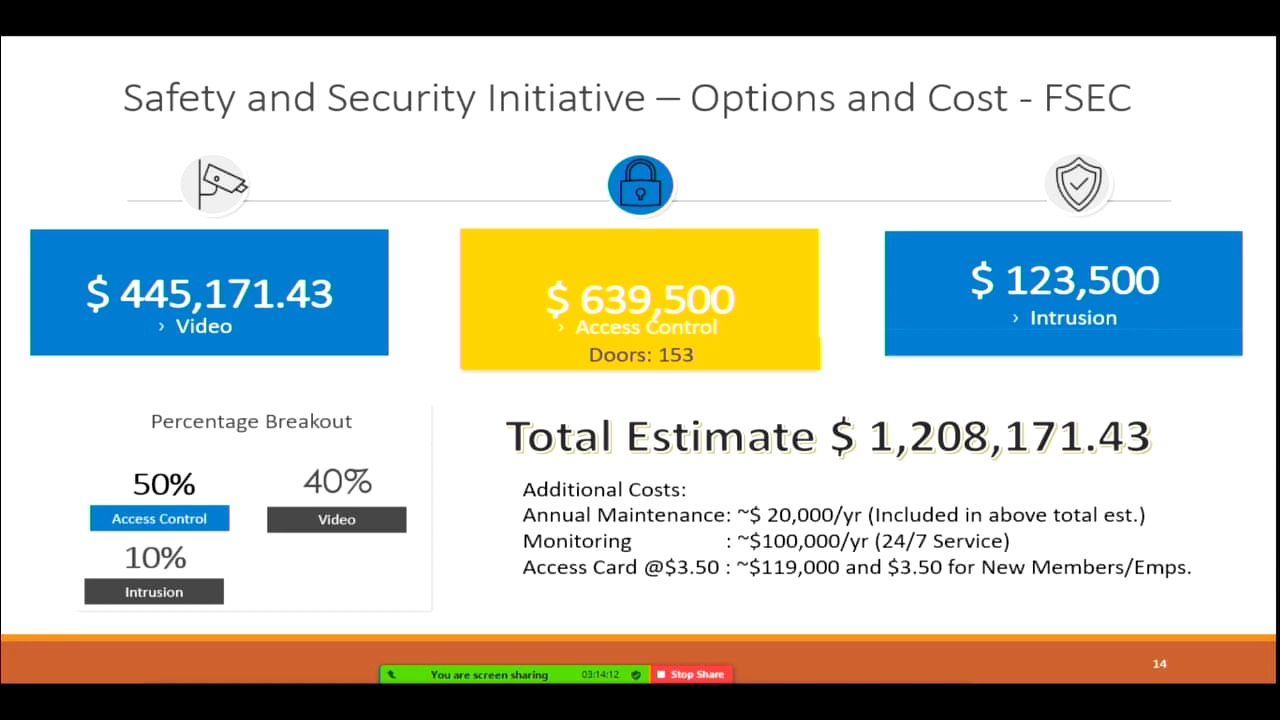 Safety and Security Initiative – Options and Cost - FSEC
$ 445,171.43
› Video
$ 639,500
› Access Control
Doors: 153
$ 123,500
› Intrusion
Percentage Breakout
50%
Access Control
40%
Video
10%
Intrusion
Total Estimate $ 1,208,171.43
Additional Costs:
Annual Maintenance: ~$ 20,000/yr (Included in above total est.)
Monitoring : ~$100,000/yr (24/7 Service)
Access Card @$3.50 : ~$119,000 and $3.50 for New Members/Emps.
14
You are screen sharing 03:14:12 Stop Share